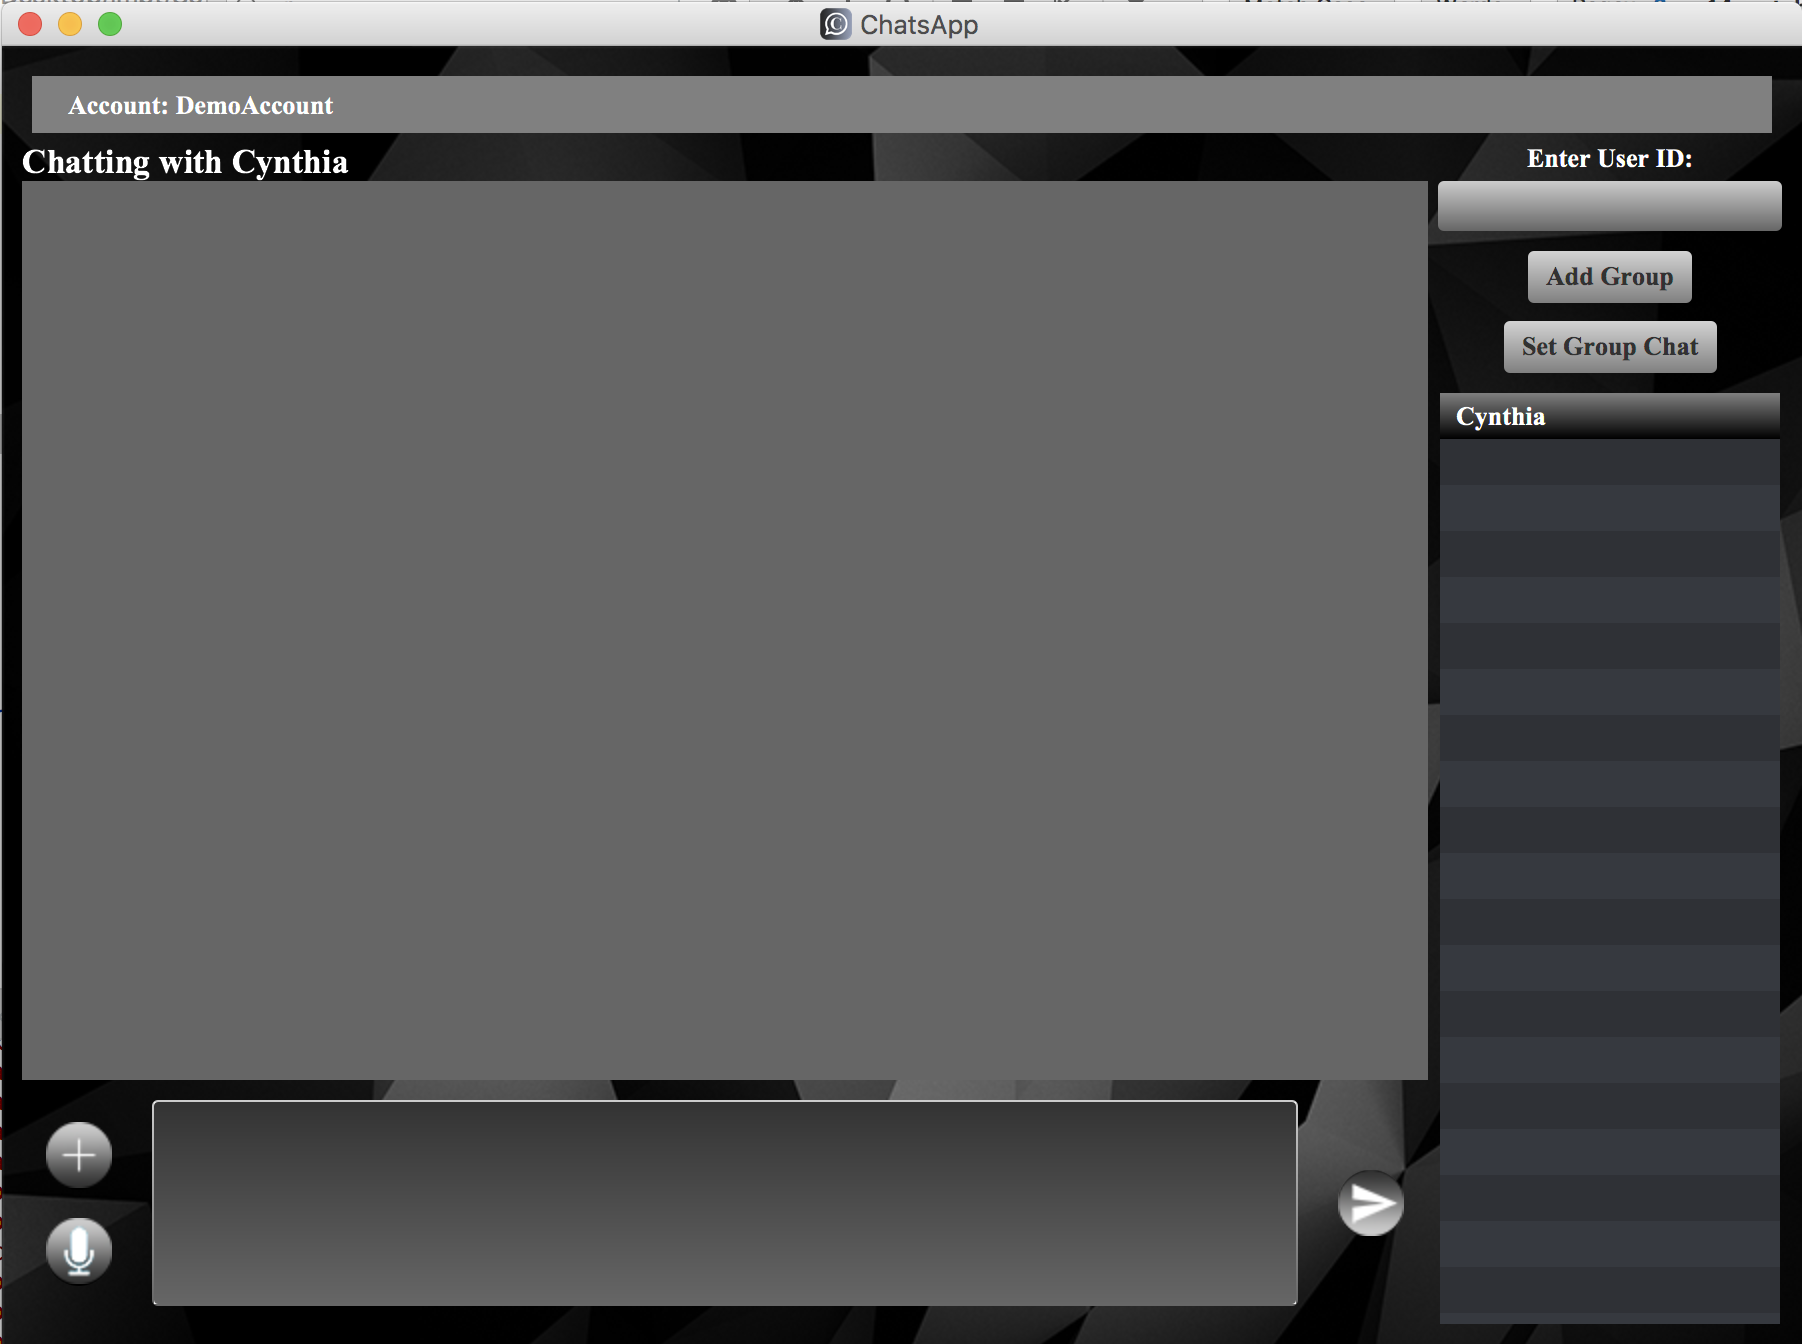 ChatsApp
Account: DemoAccount
Chatting with Cynthia
Enter User ID:
Add Group
Set Group Chat
Cynthia